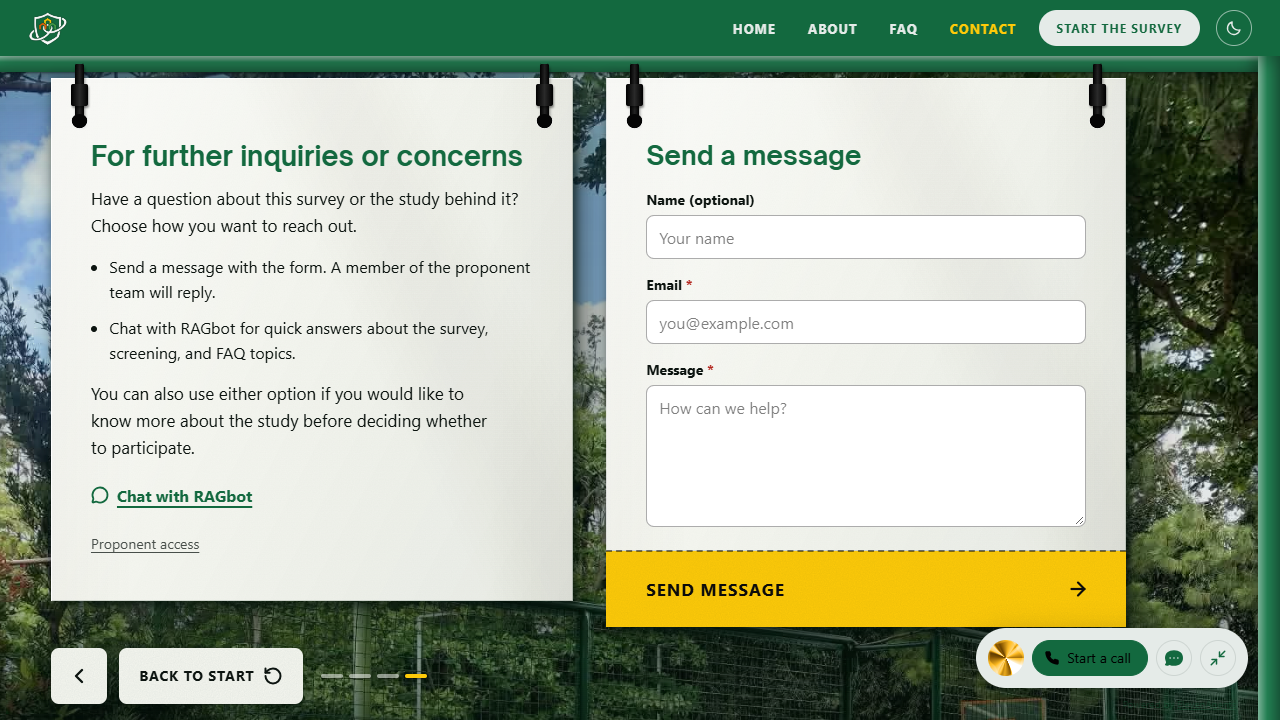 HOME ABOUT FAQ CONTACT START THE SURVEY
For further inquiries or concerns
Have a question about this survey or the study behind it?
Choose how you want to reach out.
• Send a message with the form. A member of the proponent
team will reply.
• Chat with RAGbot for quick answers about the survey,
screening, and FAQ topics.
You can also use either option if you would like to
know more about the study before deciding whether
to participate.
Chat with RAGbot
Proponent access
Send a message
Name (optional)
Your name
Email *
you@example.com
Message *
How can we help?
SEND MESSAGE
BACK TO START
Start a call